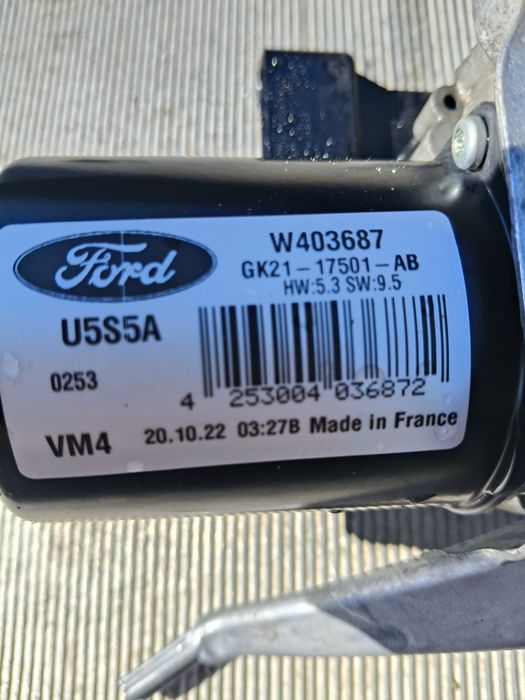 Ford
W403687
GK21-17501-AB
HW:5.3 SW:9.5
U5S5A
0253
4 253004 036872
VM4
20.10.22 03:27B Made in France